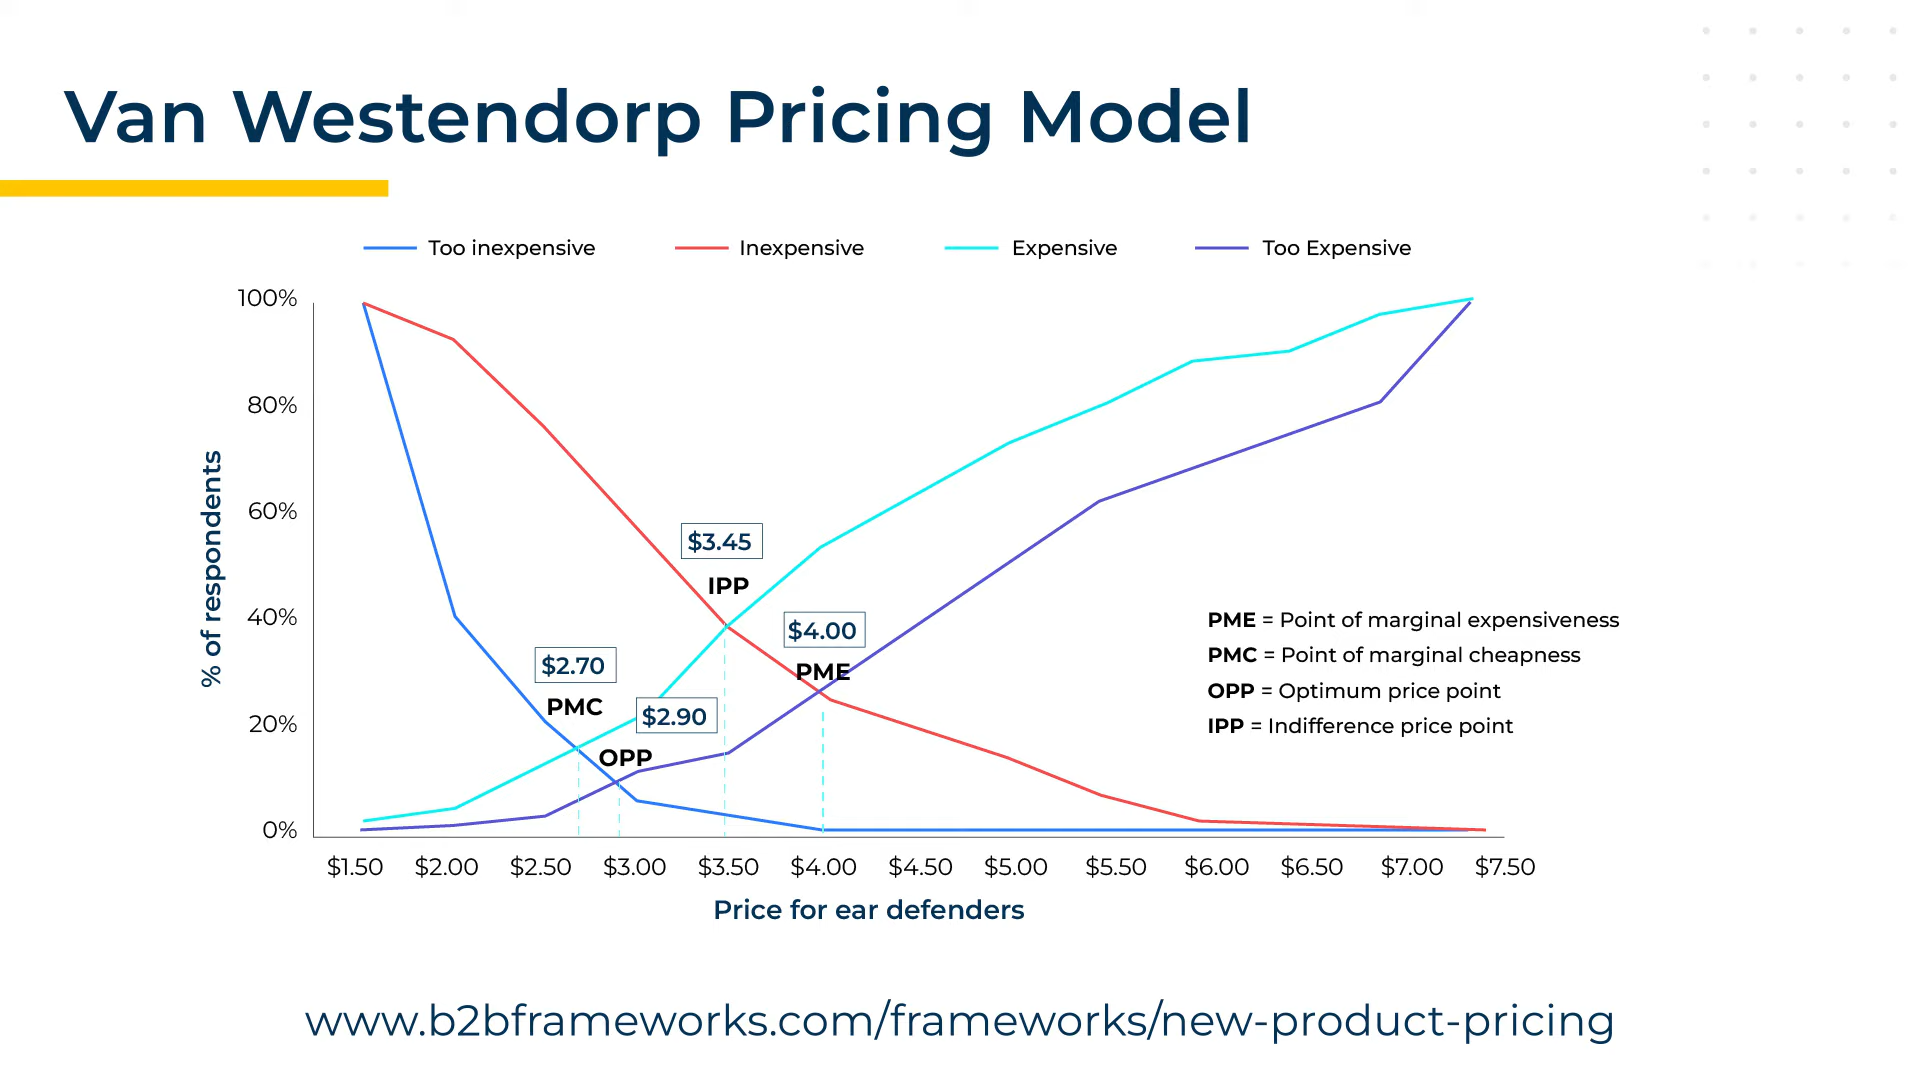 Van Westendorp Pricing Model
Too inexpensive Inexpensive Expensive Too Expensive
100%
80%
60%
40%
20%
0%
% of respondents
$3.45
IPP
$4.00
PME
$2.70
PMC
$2.90
OPP
PME = Point of marginal expensiveness
PMC = Point of marginal cheapness
OPP = Optimum price point
IPP = Indifference price point
$1.50 $2.00 $2.50 $3.00 $3.50 $4.00 $4.50 $5.00 $5.50 $6.00 $6.50 $7.00 $7.50
Price for ear defenders
www.b2bframeworks.com/frameworks/new-product-pricing